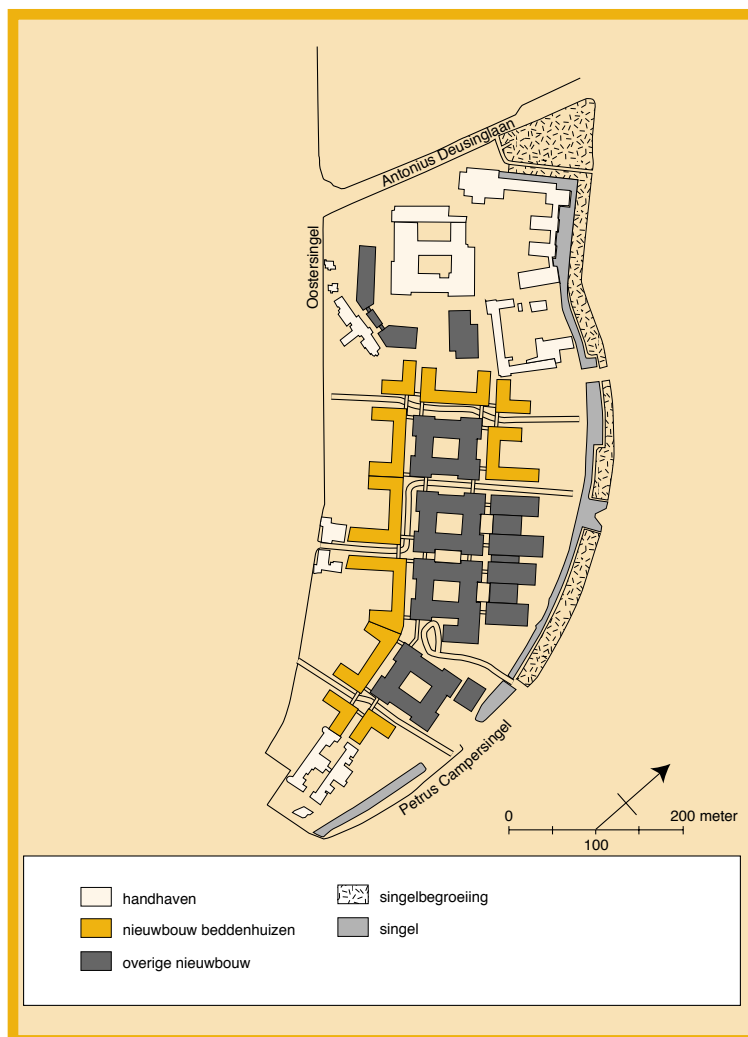 Antonius Deusinglaan
Oostersingel
Petrus Campersingel
0
200 meter
100
handhaven
singelbegroeiing
nieuwbouw beddenhuizen
singel
overige nieuwbouw